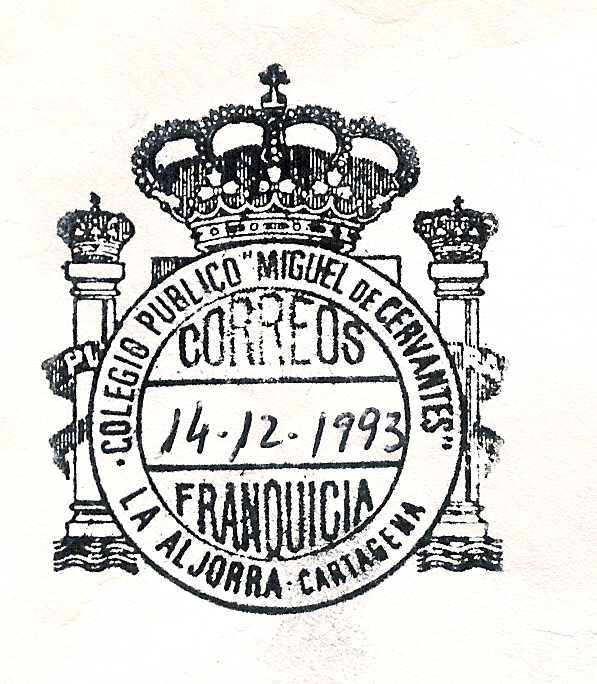 · COLEGIO PUBLICO "MIGUEL DE CERVANTES"
CORREOS
14-12-1993
FRANQUICIA
LA ALJORRA · CARTAGENA